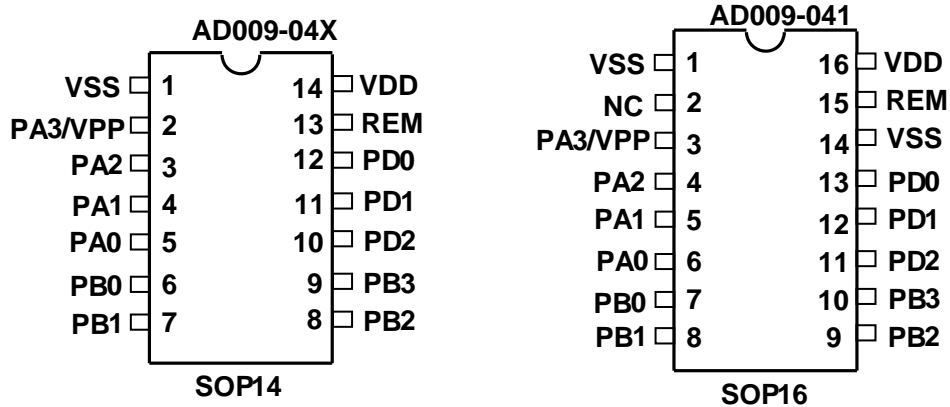 AD009-04X
VSS 1 14 VDD
PA3/VPP 2 13 REM
PA2 3 12 PD0
PA1 4 11 PD1
PA0 5 10 PD2
PB0 6 9 PB3
PB1 7 8 PB2
SOP14
AD009-041
VSS 1 16 VDD
NC 2 15 REM
PA3/VPP 3 14 VSS
PA2 4 13 PD0
PA1 5 12 PD1
PA0 6 11 PD2
PB0 7 10 PB3
PB1 8 9 PB2
SOP16